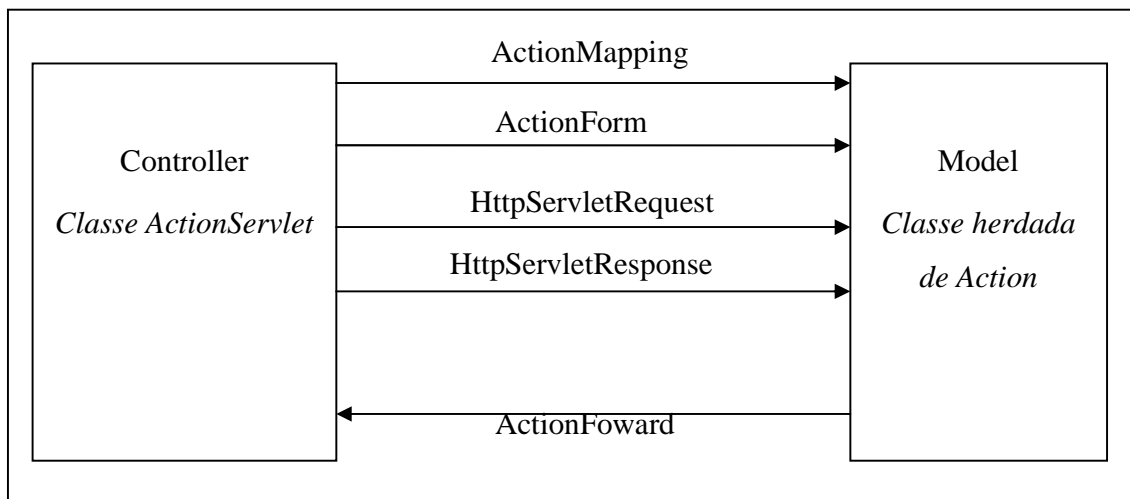 ActionMapping
ActionForm
Controller
Model
HttpServletRequest
Classe ActionServlet
Classe herdada
HttpServletResponse
de Action
ActionFoward